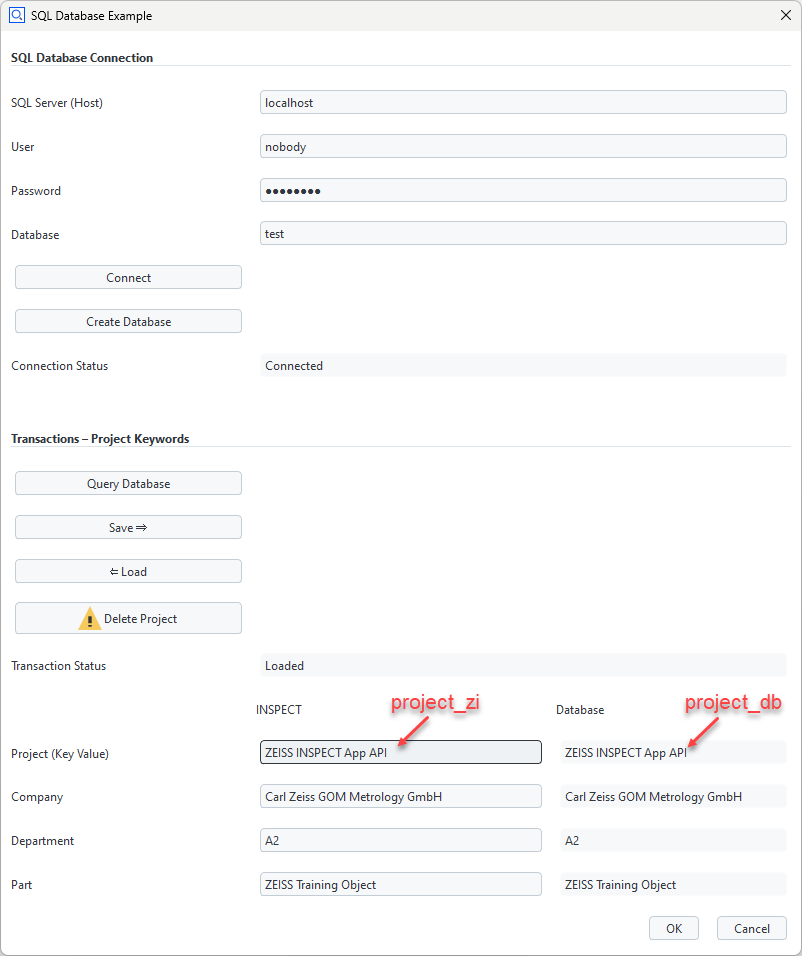 SQL Database Example
SQL Database Connection
SQL Server (Host) localhost
User nobody
Password ●●●●●●●●
Database test
Connect
Create Database
Connection Status Connected
Transactions – Project Keywords
Query Database
Save ⇒
⇐ Load
Delete Project
Transaction Status Loaded
project_zi project_db
INSPECT Database
Project (Key Value) ZEISS INSPECT App API ZEISS INSPECT App API
Company Carl Zeiss GOM Metrology GmbH Carl Zeiss GOM Metrology GmbH
Department A2 A2
Part ZEISS Training Object ZEISS Training Object
OK Cancel